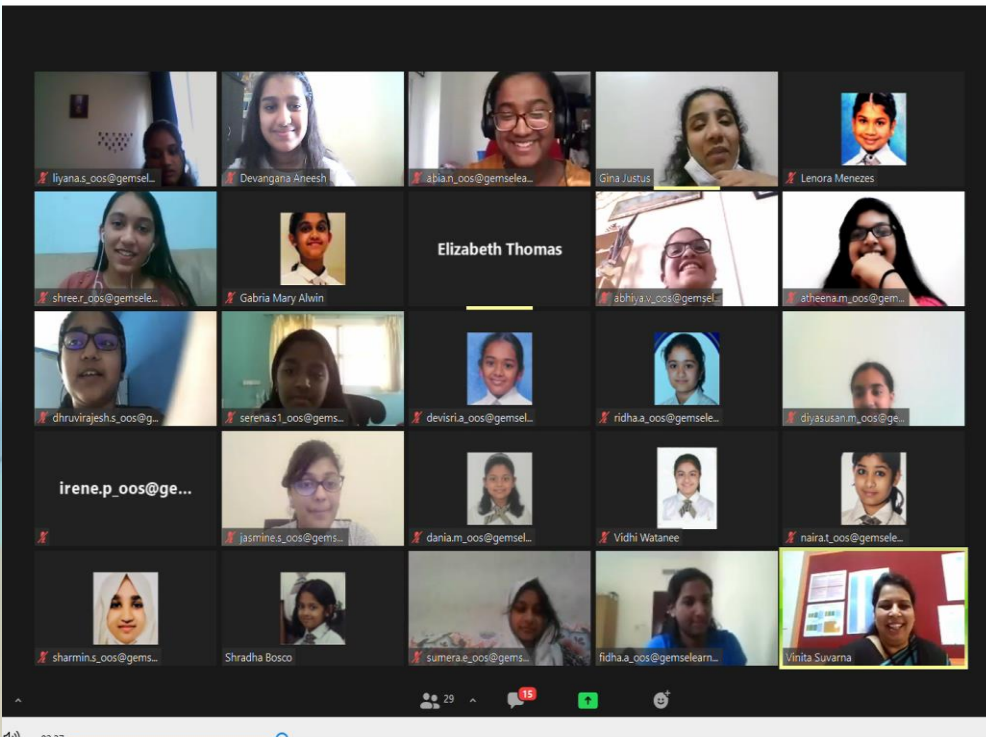 liyana.s_oos@gemsel...
Devangana Aneesh
abia.n_oos@gemselea...
Gina Justus
Lenora Menezes
shree.r_oos@gemsele...
Gabria Mary Alwin
Elizabeth Thomas
abhiya.v_oos@gemsel...
atheena.m_oos@gem...
dhruvirajesh.s_oos@g...
serena.s1_oos@gems...
devisri.a_oos@gemsel...
ridha.a_oos@gemsele...
diyasusan.m_oos@ge...
irene.p_oos@ge...
jasmine.s_oos@gems...
dania.m_oos@gemsel...
Vidhi Watanee
naira.t_oos@gemsele...
sharmin.s_oos@gems...
Shradha Bosco
sumera.e_oos@gems...
fidha.a_oos@gemselearn...
Vinita Suvarna
29
15